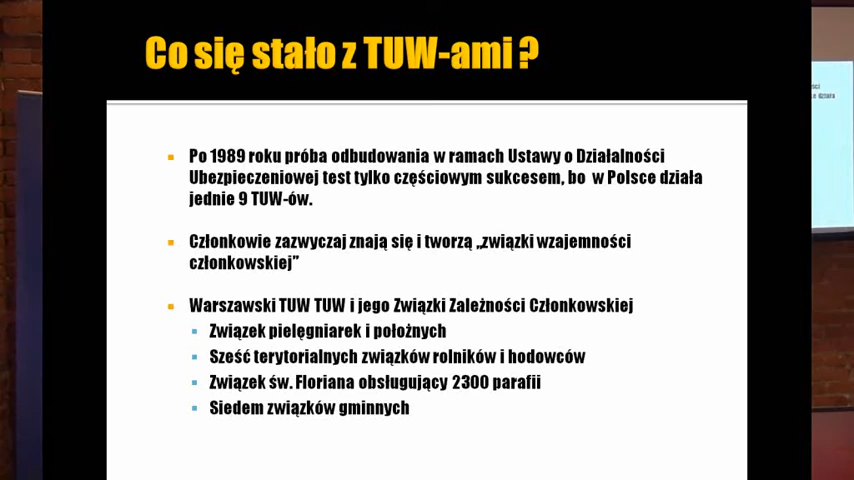 Co się stało z TUW-ami ?
Po 1989 roku próba odbudowania w ramach Ustawy o Działalności
Ubezpieczeniowej test tylko częściowym sukcesem, bo w Polsce działa
jednie 9 TUW-ów.
Członkowie zazwyczaj znają się i tworzą „związki wzajemności
członkowskiej”
Warszawski TUW TUW i jego Związki Zależności Członkowskiej
Związek pielęgniarek i położnych
Sześć terytorialnych związków rolników i hodowców
Związek św. Floriana obsługujący 2300 parafii
Siedem związków gminnych